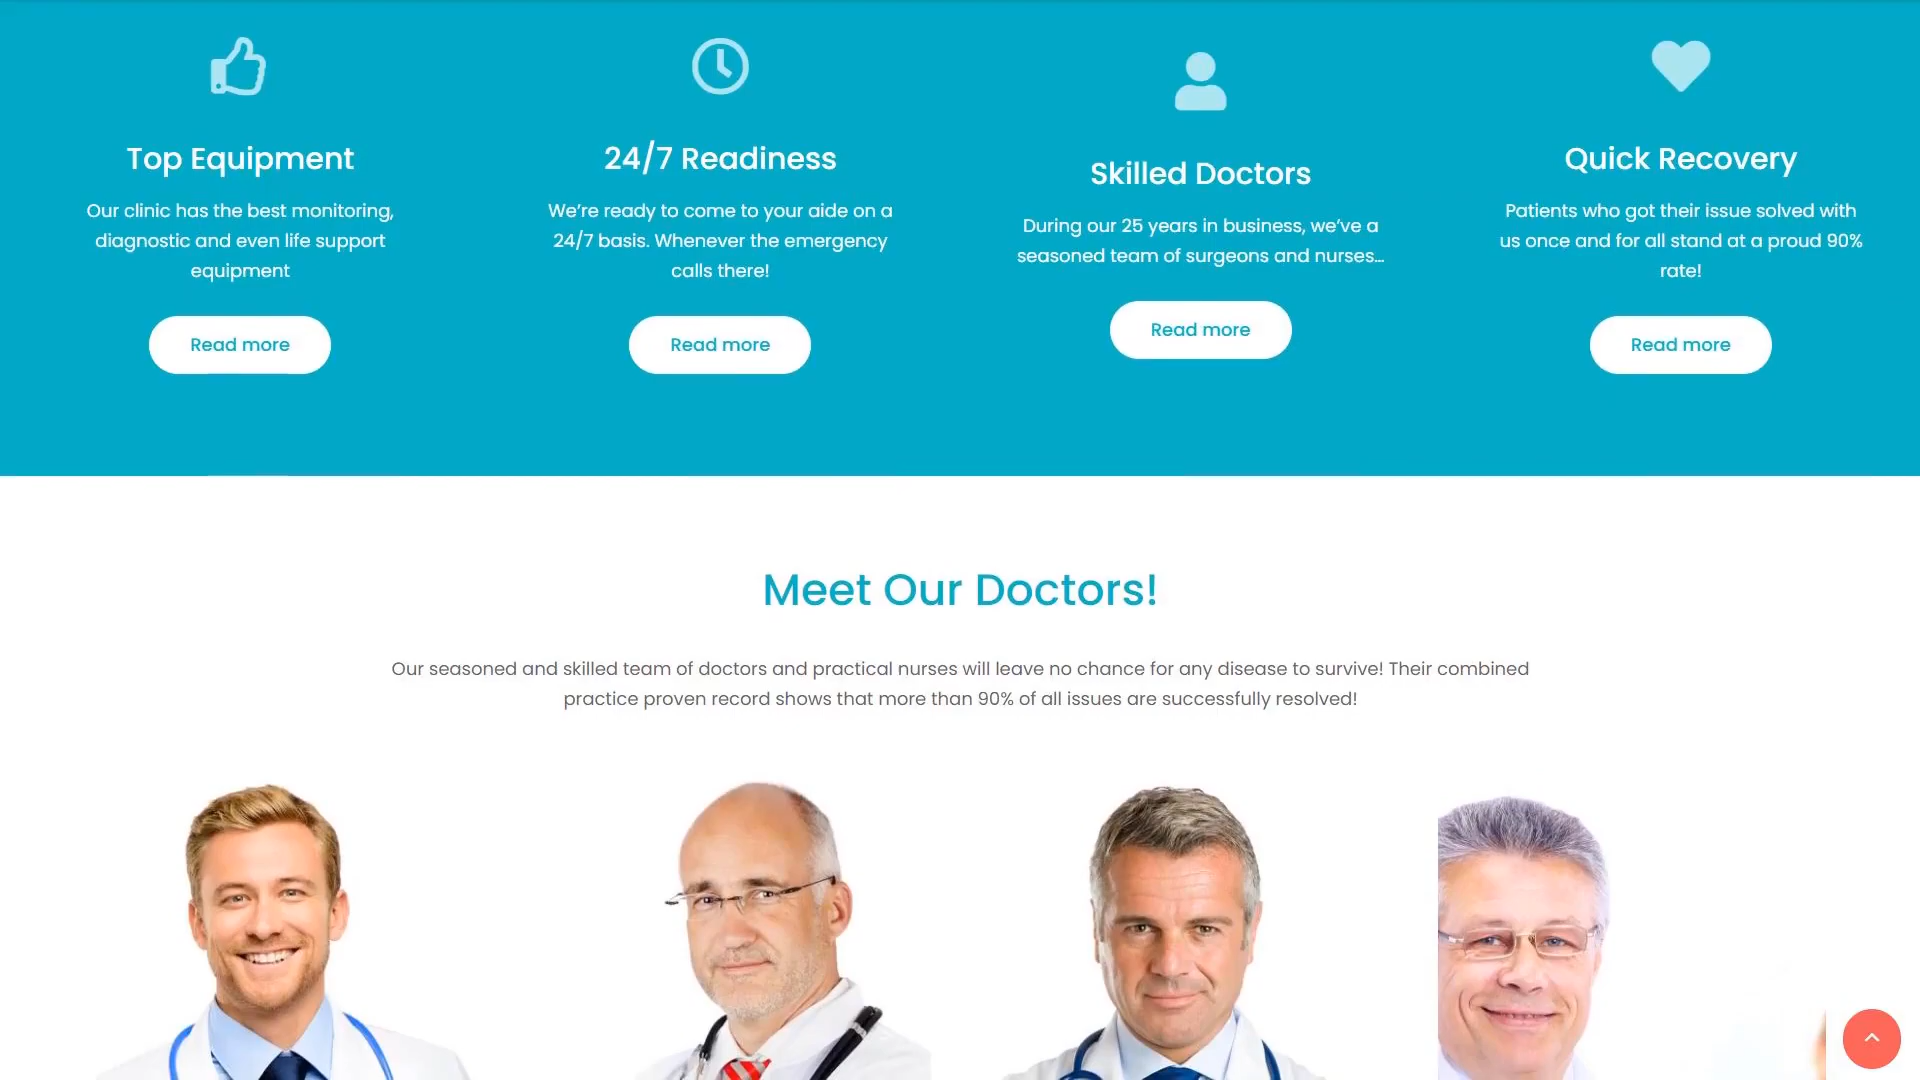 Top Equipment
Our clinic has the best monitoring,
diagnostic and even life support
equipment
Read more
24/7 Readiness
We're ready to come to your aide on a
24/7 basis. Whenever the emergency
calls there!
Read more
Skilled Doctors
During our 25 years in business, we've a
seasoned team of surgeons and nurses...
Read more
Quick Recovery
Patients who got their issue solved with
us once and for all stand at a proud 90%
rate!
Read more
Meet Our Doctors!
Our seasoned and skilled team of doctors and practical nurses will leave no chance for any disease to survive! Their combined
practice proven record shows that more than 90% of all issues are successfully resolved!